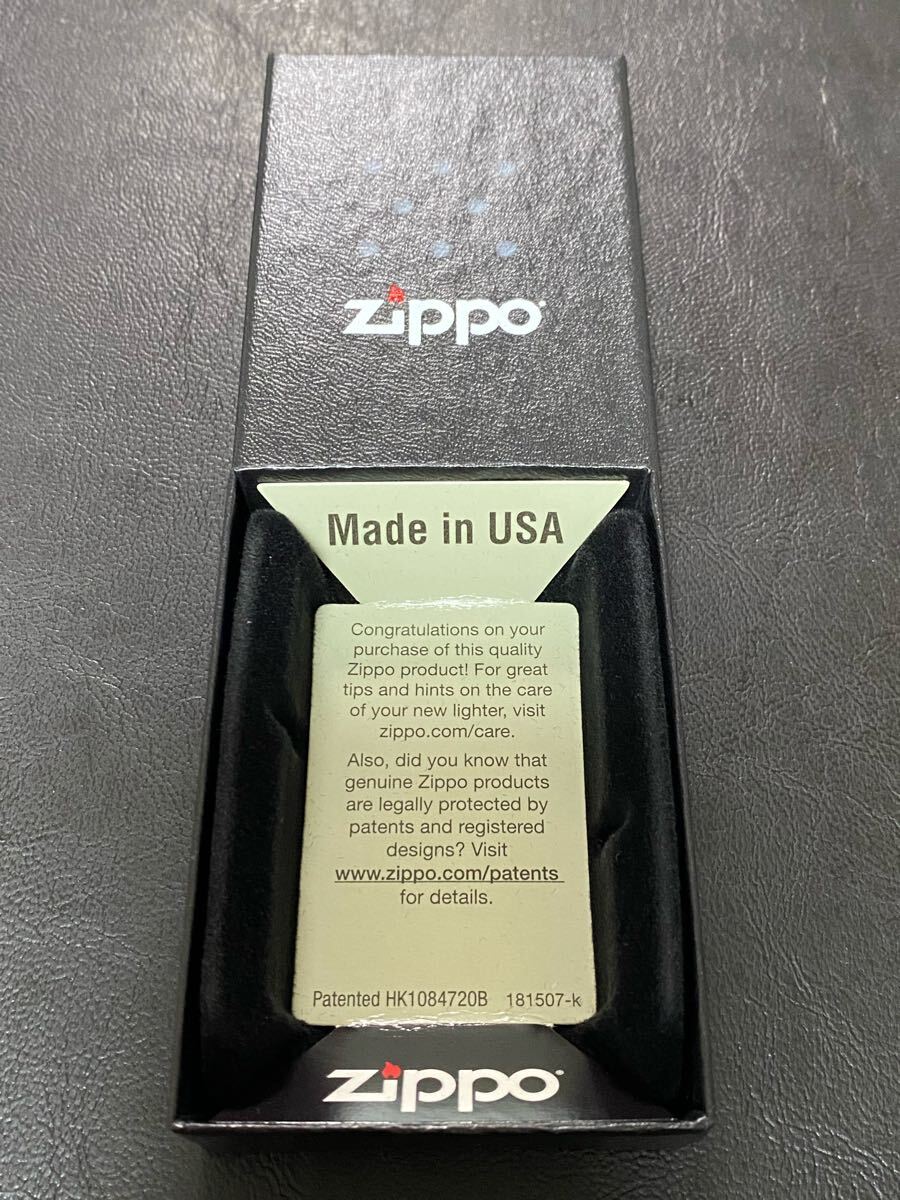 zippo
Made in USA
Congratulations on your
purchase of this quality
Zippo product! For great
tips and hints on the care
of your new lighter, visit
zippo.com/care.
Also, did you know that
genuine Zippo products
are legally protected by
patents and registered
designs? Visit
www.zippo.com/patents
for details.
Patented HK1084720B 181507-k
zippo